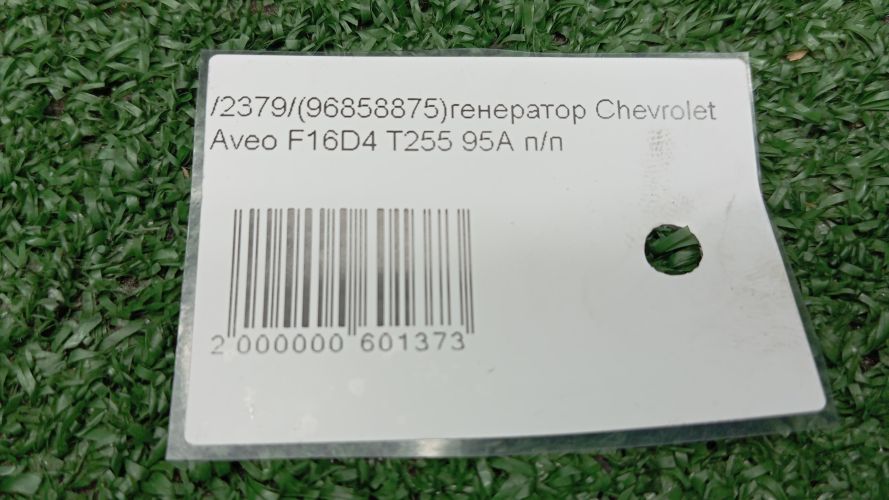 /2379/(96858875)генератор Chevrolet
Aveo F16D4 T255 95A п/п
2 000000 601373